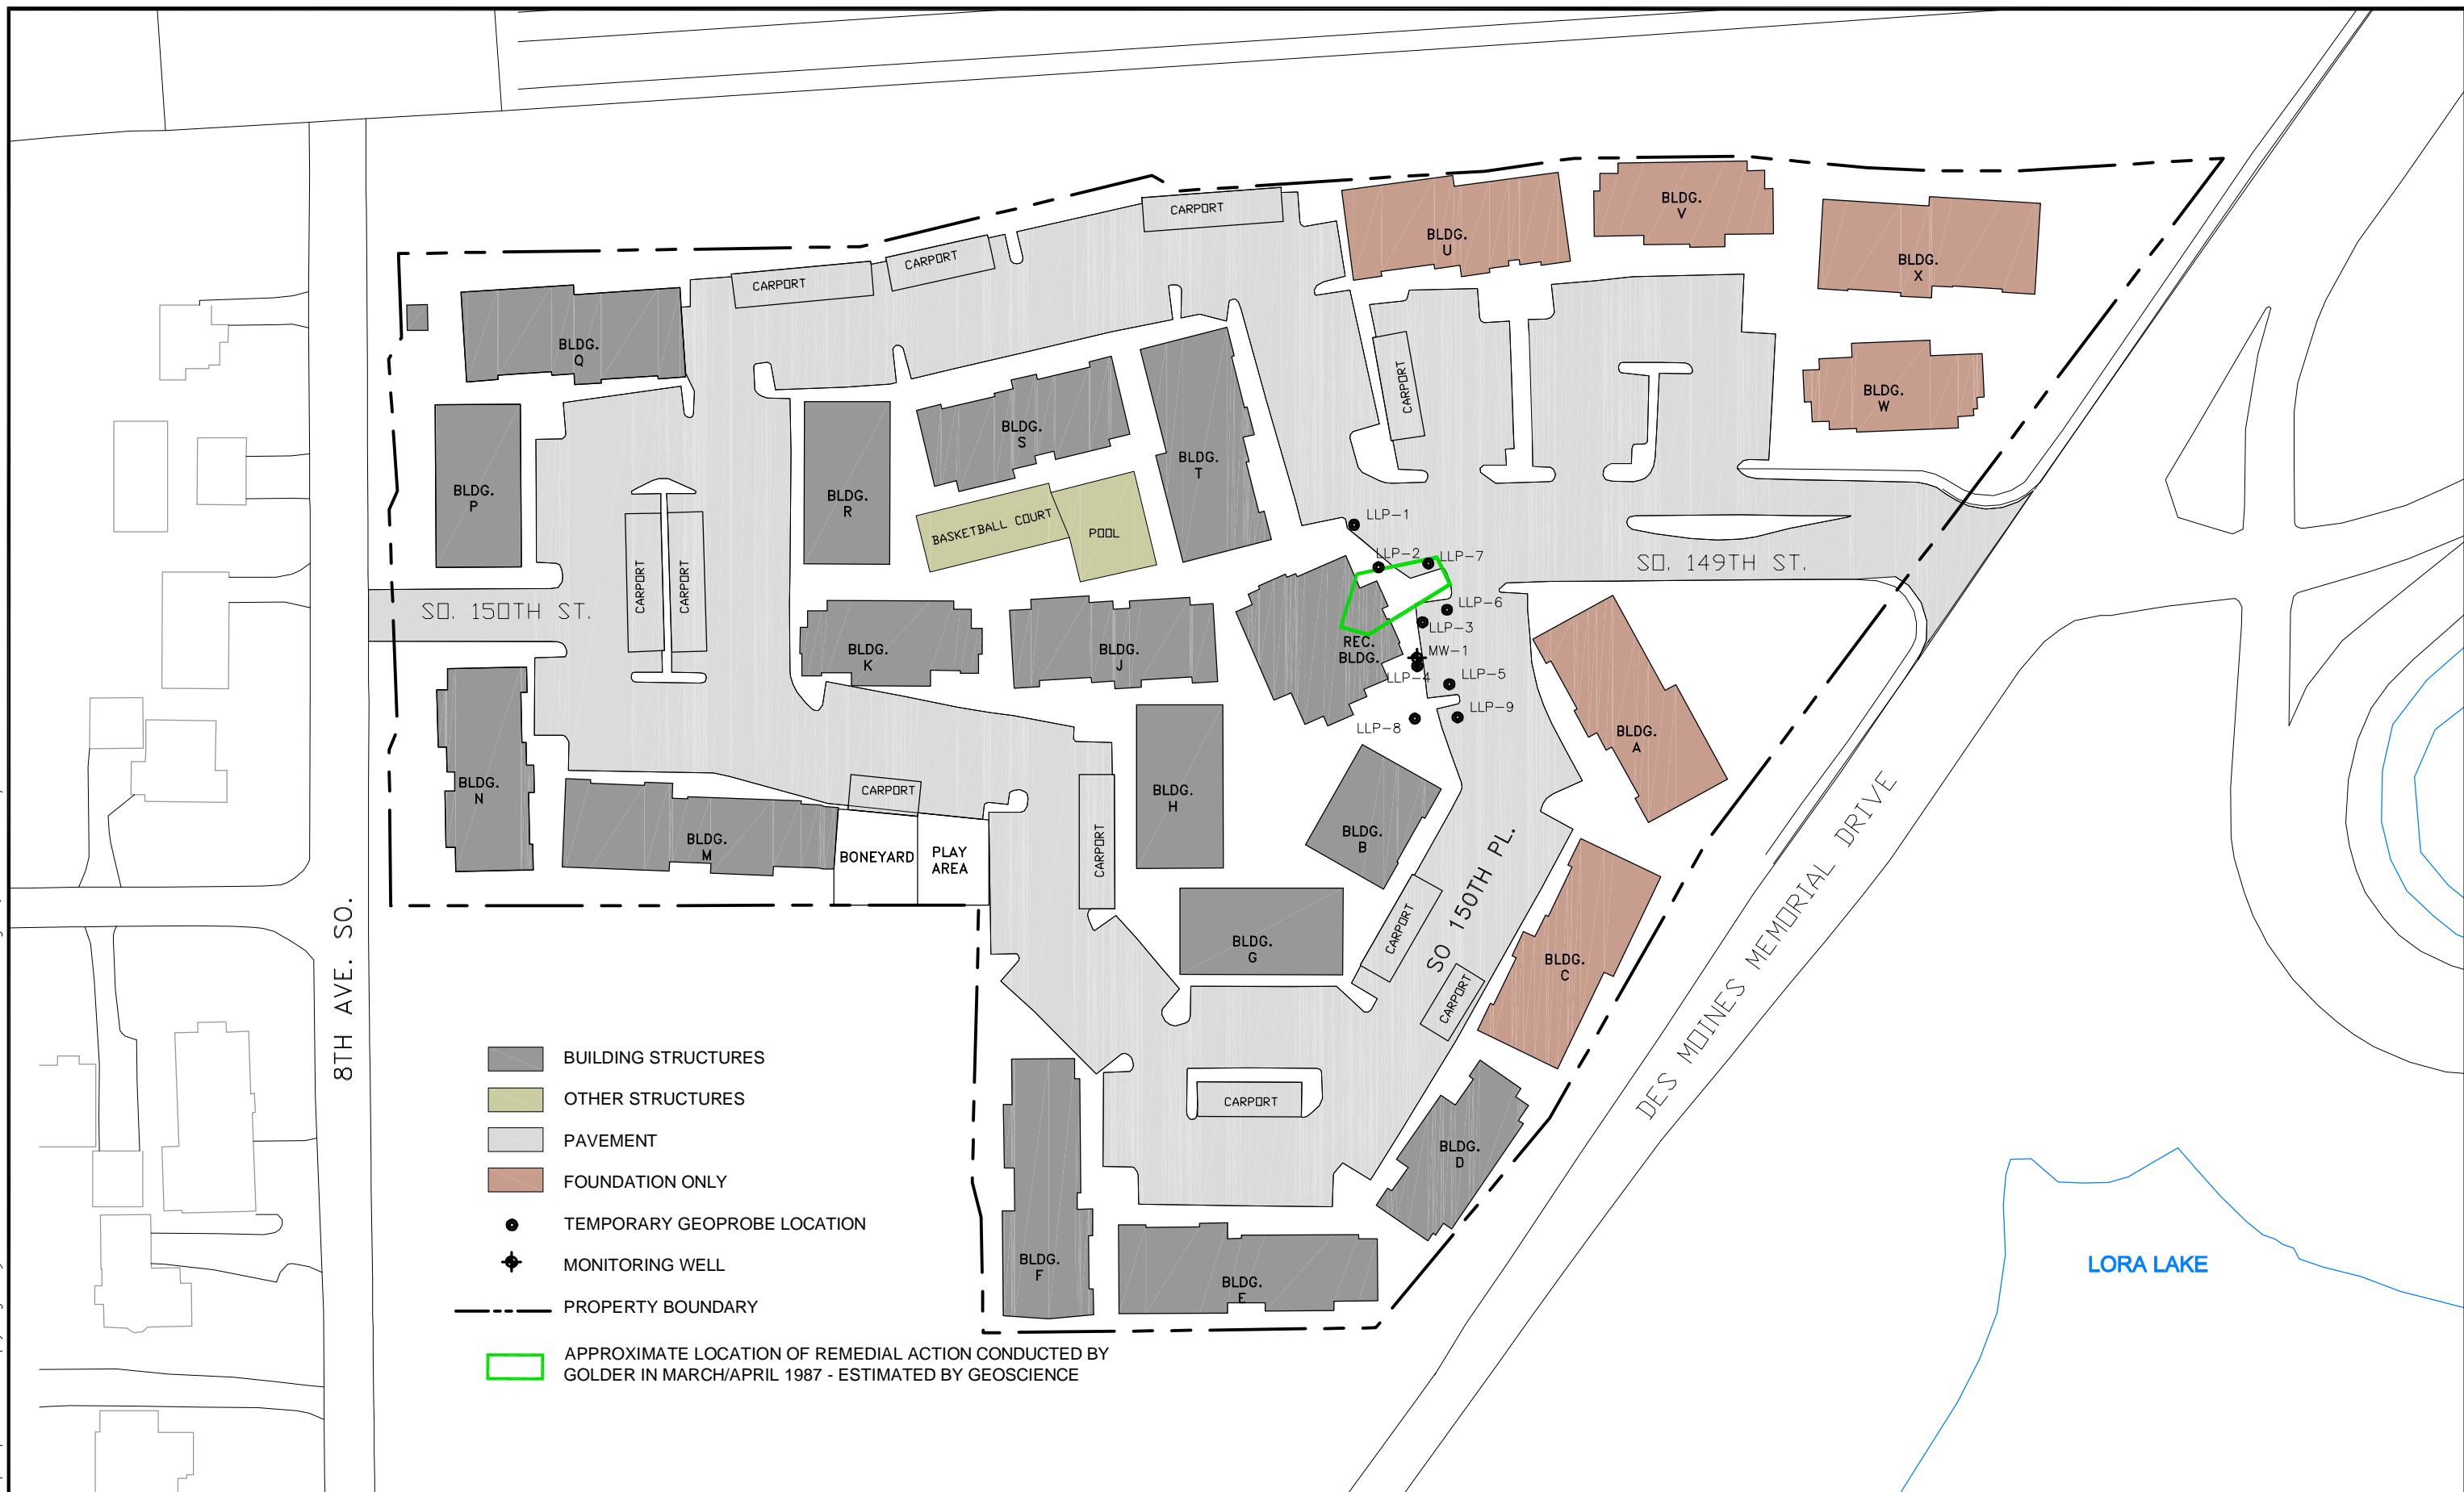 CARPORT
BLDG.
V
BLDG.
U
CARPORT
CARPORT
BLDG.
X
BLDG.
Q
CARPORT
BLDG.
W
BLDG.
S
BLDG.
T
BLDG.
P
BLDG.
R
BASKETBALL COURT
POOL
LLP-1
LLP-2
LLP-7
SO. 149TH ST.
CARPORT
CARPORT
SO. 150TH ST.
LLP-6
LLP-3
REC.
BLDG.
MW-1
BLDG.
K
BLDG.
J
LLP-4
LLP-5
LLP-9
LLP-8
BLDG.
A
BLDG.
N
CARPORT
BLDG.
H
BLDG.
M
BONEYARD
PLAY
AREA
CARPORT
BLDG.
B
SO 150TH PL.
DES MOINES MEMORIAL DRIVE
8TH AVE. SO.
BLDG.
G
CARPORT
BLDG.
C
CARPORT
CARPORT
BLDG.
D
BLDG.
F
BLDG.
E
LORA LAKE
BUILDING STRUCTURES
OTHER STRUCTURES
PAVEMENT
FOUNDATION ONLY
TEMPORARY GEOPROBE LOCATION
MONITORING WELL
PROPERTY BOUNDARY
APPROXIMATE LOCATION OF REMEDIAL ACTION CONDUCTED BY
GOLDER IN MARCH/APRIL 1987 - ESTIMATED BY GEOSCIENCE